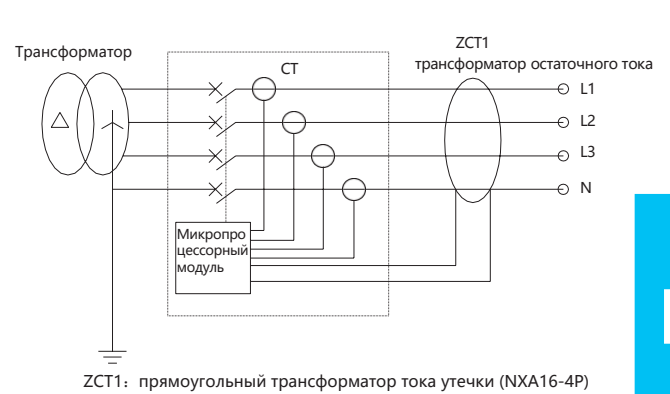 ZCT1
Трансформатор
трансформатор остаточного тока
CT
L1
L2
L3
N
Микропро
цессорный
модуль
ZCT1: прямоугольный трансформатор тока утечки (NXA16-4P)